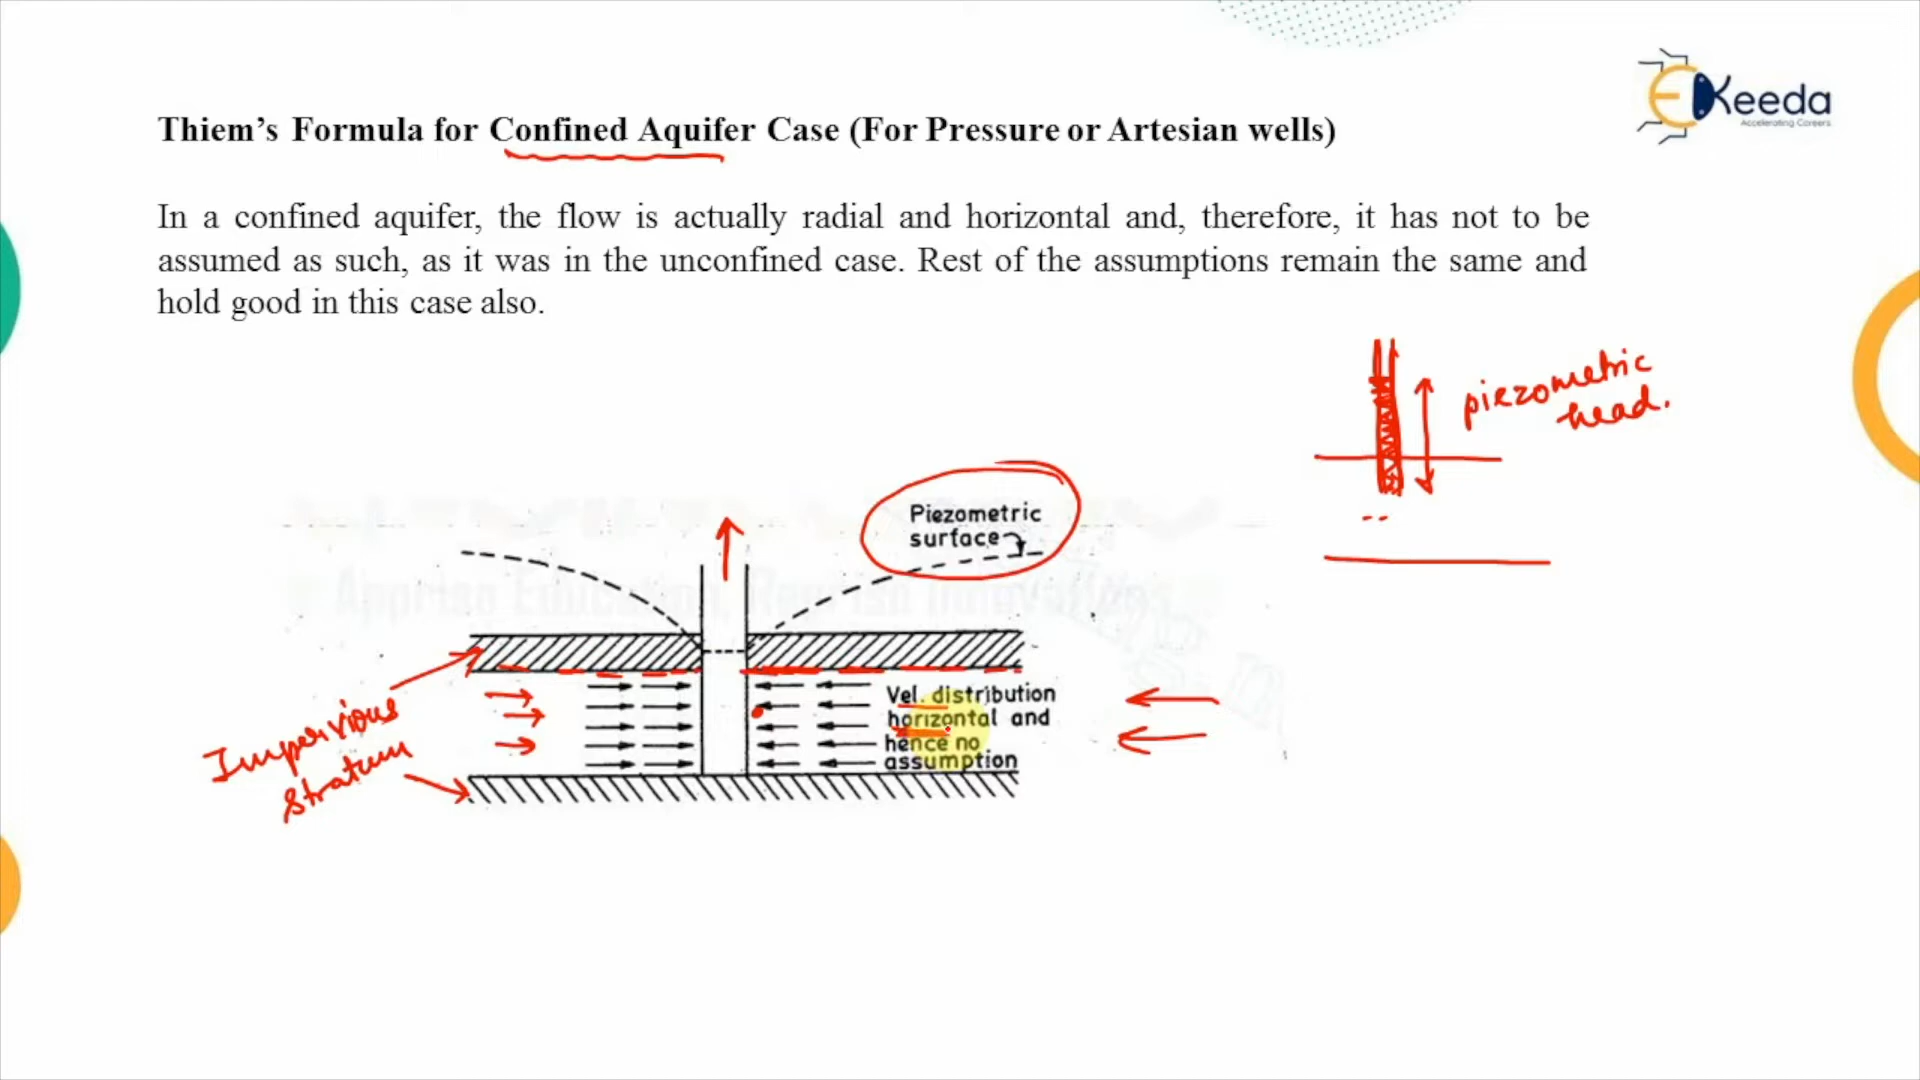 Keeda
Accelerating Careers
Thiem's Formula for Confined Aquifer Case (For Pressure or Artesian wells)
In a confined aquifer, the flow is actually radial and horizontal and, therefore, it has not to be
assumed as such, as it was in the unconfined case. Rest of the assumptions remain the same and
hold good in this case also.
piezometric
head.
Piezometric
surface
Impervious
stratum
Vel. distribution
horizontal and
hence no
assumption